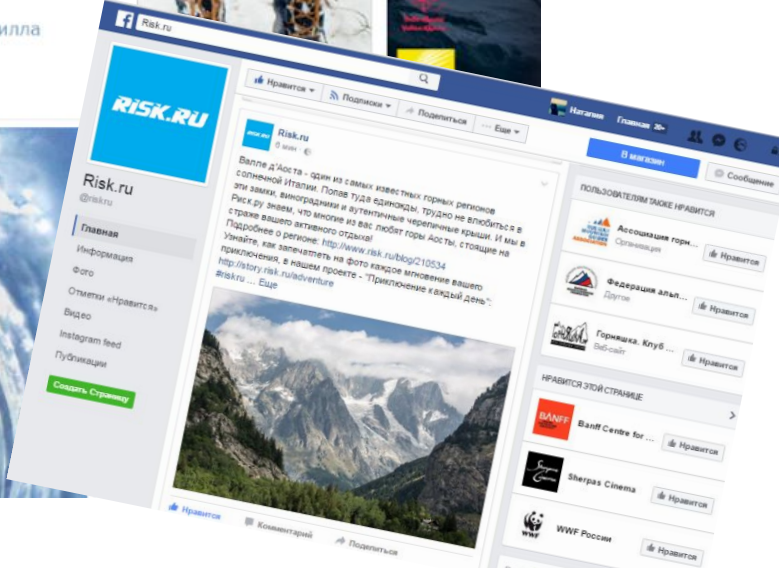 илла
Risk.ru
Наталия
Главная 20+
RISK.RU
Нравится
Подписки
Поделиться
Еще
В магазин
Сообщение
Risk.ru
@riskru
Главная
Информация
Фото
Отметки «Нравится»
Видео
Instagram feed
Публикации
Создать Страницу
Risk.ru
6 мин
Валле д'Аоста - один из самых известных горных регионов
солнечной Италии. Попав туда единожды, трудно не влюбиться в
эти замки, виноградники и аутентичные черепичные крыши. И мы в
Риск.ру знаем, что многие из вас любят горы Аосты, стоящие на
страже вашего активного отдыха!
Подробнее о регионе: http://www.risk.ru/blog/210534
Узнайте, как запечатлеть на фото каждое мгновение вашего
приключения, в нашем проекте - "Приключение каждый день":
http://story.risk.ru/adventure
#riskru ... Еще
Нравится
Комментарий
Поделиться
ПОЛЬЗОВАТЕЛЯМ ТАКЖЕ НРАВИТСЯ
Ассоциация горн...
Организация
Нравится
Федерация альп...
Другое
Нравится
Горняшка. Клуб ...
Веб-сайт
Нравится
НРАВИТСЯ ЭТОЙ СТРАНИЦЕ
BANFF
Banff Centre for ...
Нравится
Sherpas Cinema
Sherpas Cinema
Нравится
WWF
WWF России
Нравится